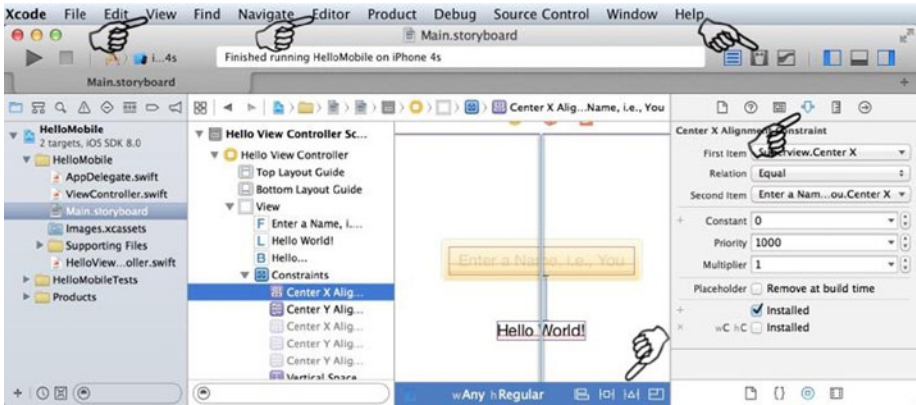 Xcode File Edit View Find Navigate Editor Product Debug Source Control Window Help
Main.storyboard
i...4s Finished running HelloMobile on iPhone 4s
Main.storyboard
Center X Alig...Name, i.e., You
HelloMobile
2 targets, iOS SDK 8.0
HelloMobile
AppDelegate.swift
ViewController.swift
Main.storyboard
Images.xcassets
Supporting Files
HelloView...oller.swift
HelloMobileTests
Products
Hello View Controller Sc...
Hello View Controller
Top Layout Guide
Bottom Layout Guide
View
F Enter a Name, i....
L Hello World!
B Hello...
Constraints
Center X Alig...
Center Y Alig...
Center X Alig...
Center Y Alig...
Center Y Alig...
Vertical Space
Enter a Name, i.e., You
Hello World!
wAny hRegular
Center X Alignment Constraint
First Item Superview.Center X
Relation Equal
Second Item Enter a Nam...ou.Center X
+ Constant 0
Priority 1000
Multiplier 1
Placeholder Remove at build time
+ Installed
× wC hC Installed